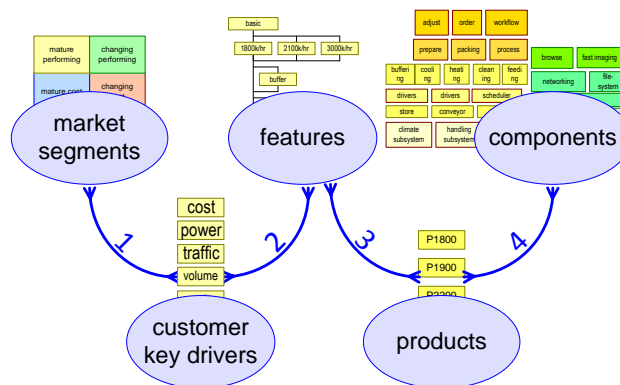 basic
1800k/hr
2100k/hr
3000k/hr
buffer
mature
performing
changing
performing
mature cost
changing
market
segments
features
adjust
order
workflow
prepare
packing
process
bufferi
ng
cooli
ng
heati
ng
clean
ing
feedi
ng
drivers
drivers
scheduler
store
conveyor
climate
subsystem
handling
subsystem
browse
fast imaging
networking
file-
system
components
1
2
3
4
cost
power
traffic
volume
customer
key drivers
P1800
P1900
products